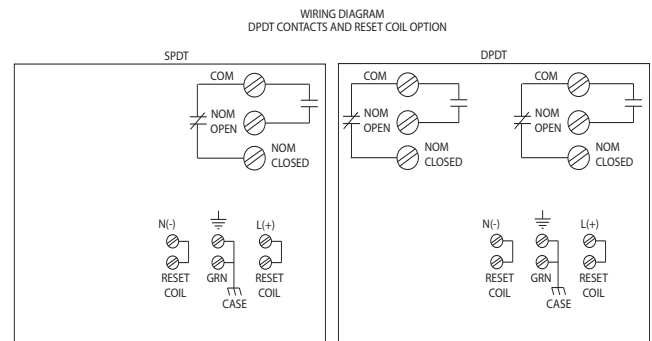 WIRING DIAGRAM
DPDT CONTACTS AND RESET COIL OPTION
SPDT
COM
NOM
OPEN
NOM
CLOSED
N(-)
L(+)
RESET
COIL
GRN
RESET
COIL
CASE
DPDT
COM
NOM
OPEN
NOM
CLOSED
COM
NOM
OPEN
NOM
CLOSED
N(-)
L(+)
RESET
COIL
GRN
RESET
COIL
CASE